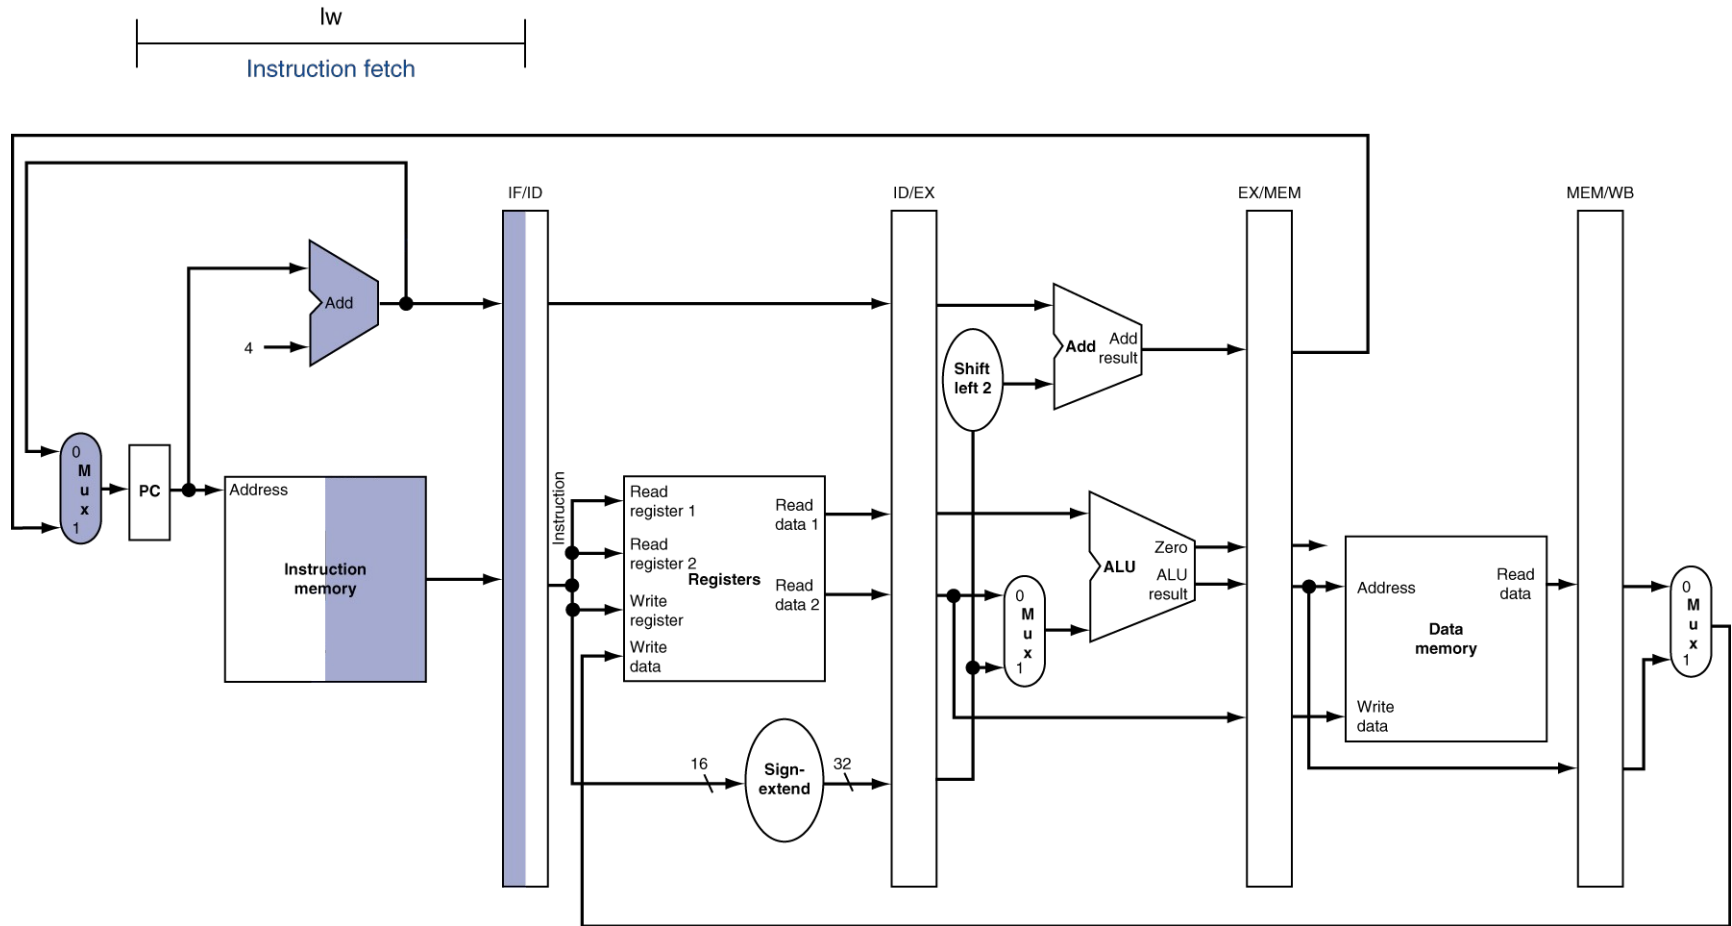 lw
Instruction fetch
IF/ID
ID/EX
EX/MEM
MEM/WB
Add
4
Shift
left 2
Add
Add
result
0
M
u
x
1
PC
Address
Instruction
memory
Instruction
Read
register 1
Read
register 2
Write
register
Write
data
Registers
Read
data 1
Read
data 2
16
Sign-
extend
32
0
M
u
x
1
ALU
Zero
ALU
result
Address
Read
data
Data
memory
Write
data
0
M
u
x
1